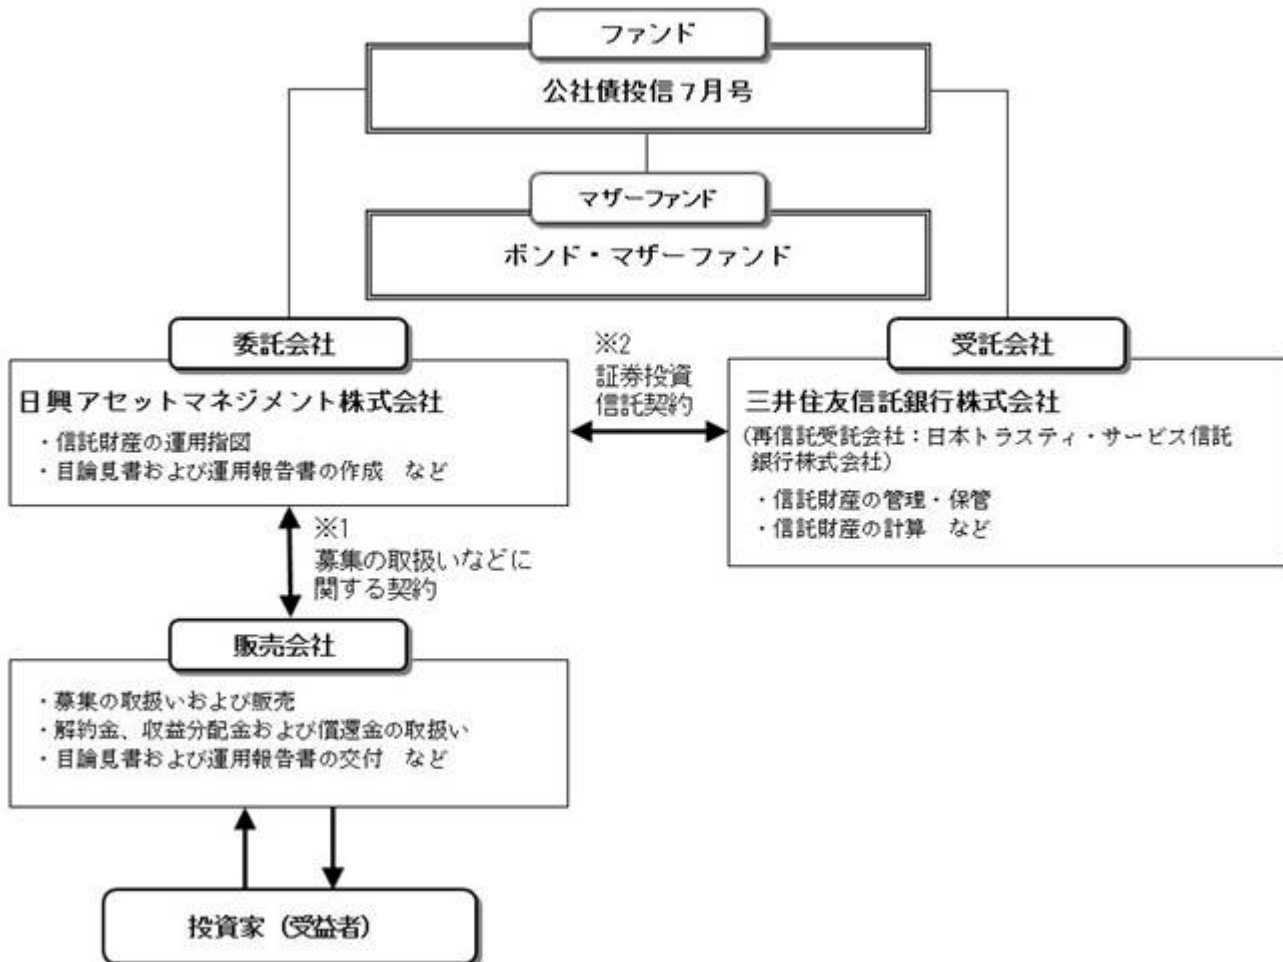 ファンド
公社債投信7月号
マザーファンド
ボンド・マザーファンド
委託会社
日興アセットマネジメント株式会社
・信託財産の運用指図
・目論見書および運用報告書の作成　など
※2
証券投資
信託契約
受託会社
三井住友信託銀行株式会社
(再信託受託会社：日本トラスティ・サービス信託
銀行株式会社)
・信託財産の管理・保管
・信託財産の計算　など
※1
募集の取扱いなどに
関する契約
販売会社
・募集の取扱いおよび販売
・解約金、収益分配金および償還金の取扱い
・目論見書および運用報告書の交付　など
投資家（受益者）